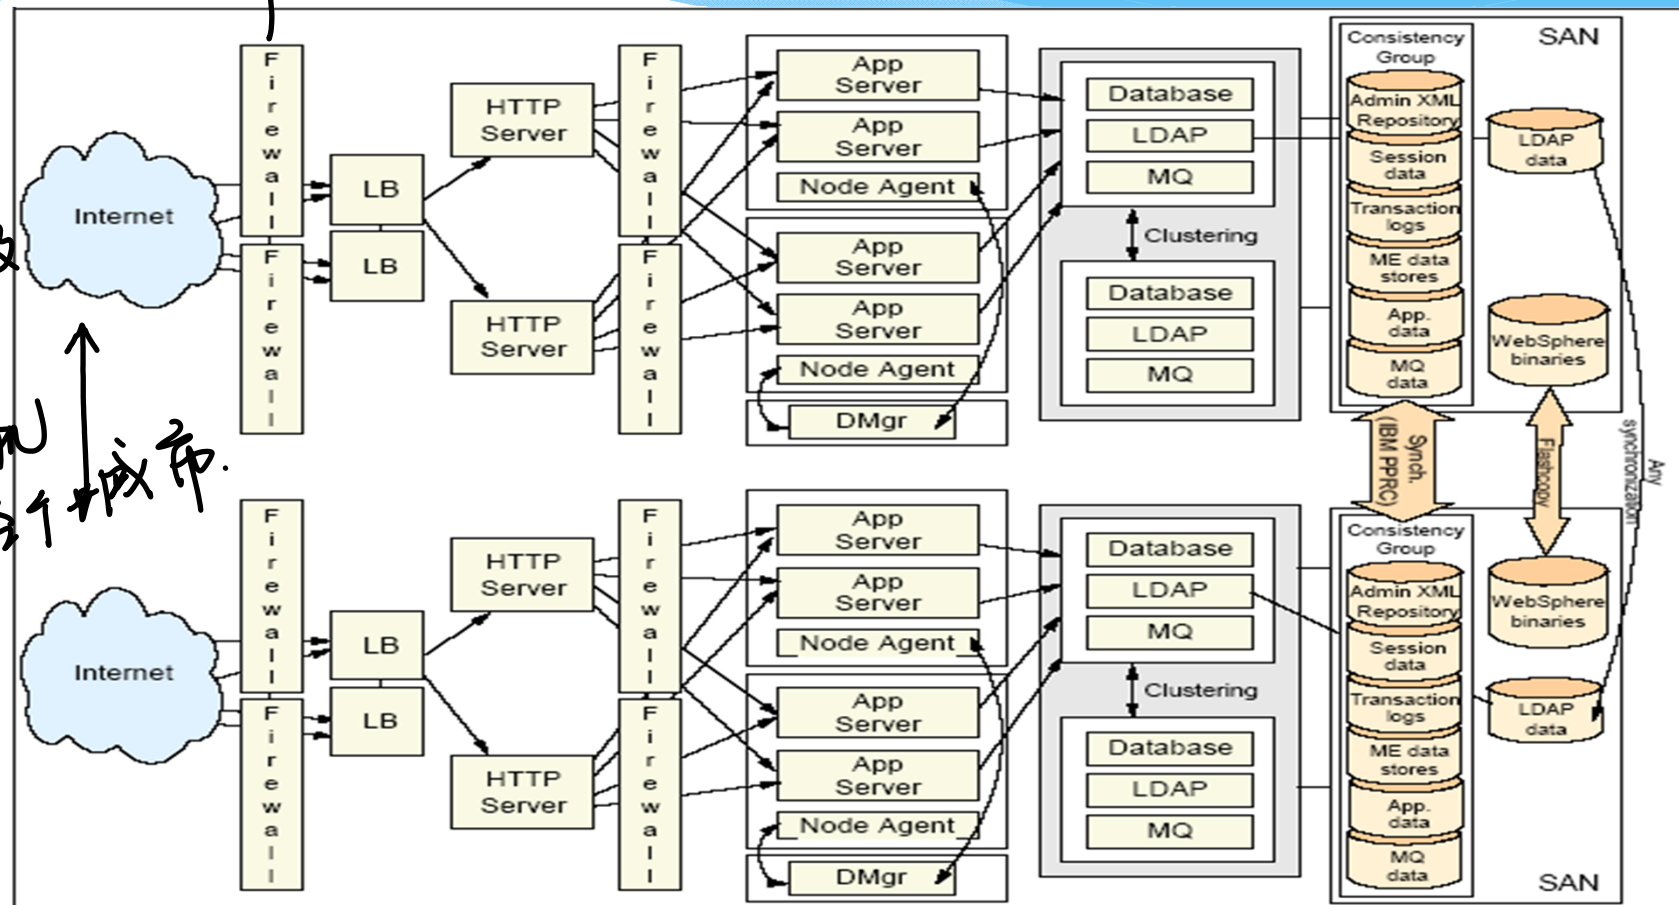 Internet
Firewall
Firewall
LB
LB
HTTP
Server
HTTP
Server
Firewall
Firewall
App
Server
App
Server
Node Agent
App
Server
App
Server
Node Agent
DMgr
Database
LDAP
MQ
Clustering
Database
LDAP
MQ
SAN
Consistency
Group
Admin XML
Repository
Session
data
Transaction
logs
ME data
stores
App.
data
MQ
data
LDAP
data
WebSphere
binaries
Synch.
(IBM PPRC)
Flashcopy
Any
synchronization
城市.
Internet
Firewall
Firewall
LB
LB
HTTP
Server
HTTP
Server
Firewall
Firewall
App
Server
App
Server
Node Agent
App
Server
App
Server
Node Agent
DMgr
Database
LDAP
MQ
Clustering
Database
LDAP
MQ
Consistency
Group
Admin XML
Repository
Session
data
Transaction
logs
ME data
stores
App.
data
MQ
data
WebSphere
binaries
LDAP
data
SAN